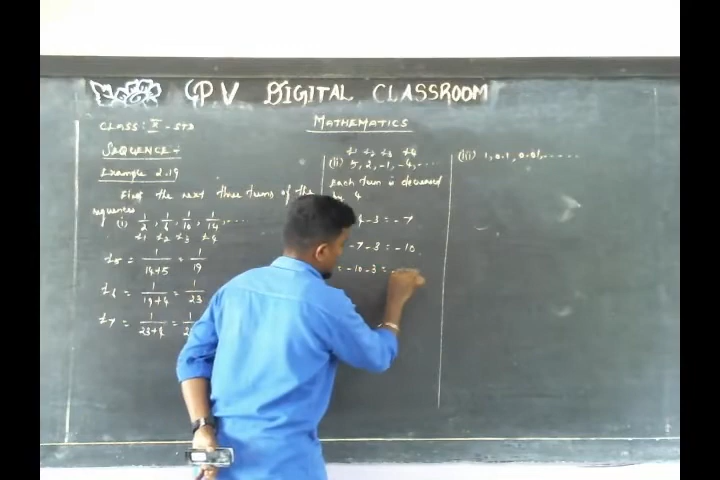 G.P.V DIGITAL CLASSROOM
MATHEMATICS
CLASS: X - STD
SEQUENCE:-
Example 2.19
Find the next three terms of the
sequences
(i) 1/2, 1/6, 1/10, 1/14, ....
t1 t2 t3 t4
t5 = 1/(14+5) = 1/19
t6 = 1/(19+4) = 1/23
t7 = 1/(23+4) = 1/2
t1 t2 t3 t4
(ii) 5, 2, -1, -4, ...
Each term is decreased
by 4
4-3 = -7
-7-3 = -10
= -10-3 = -
(iii) 1, 0.1, 0.01, .....